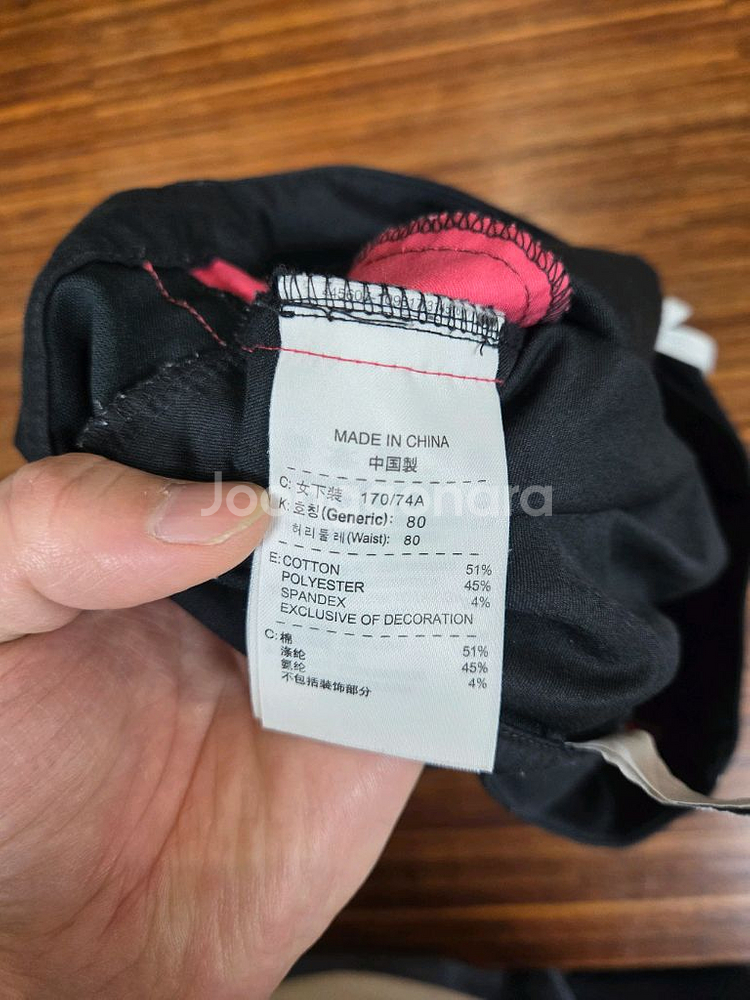 MADE IN CHINA
中国製
C: 女下装 170/74A
K: 호칭(Generic): 80
허리둘레(Waist): 80
E: COTTON 51%
POLYESTER 45%
SPANDEX 4%
EXCLUSIVE OF DECORATION
C: 棉 51%
涤纶 45%
氨纶 4%
不包括装饰部分